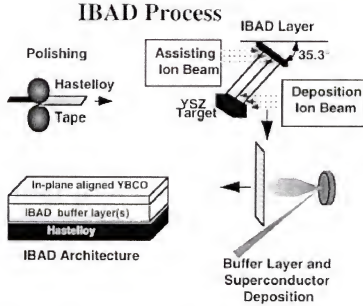 IBAD Process
Polishing
Hastelloy
Tape
IBAD Layer
Assisting
Ion Beam
35.3°
YSZ
Target
Deposition
Ion Beam
In-plane aligned YBCO
IBAD buffer layer(s)
Hastelloy
IBAD Architecture
Buffer Layer and
Superconductor
Deposition